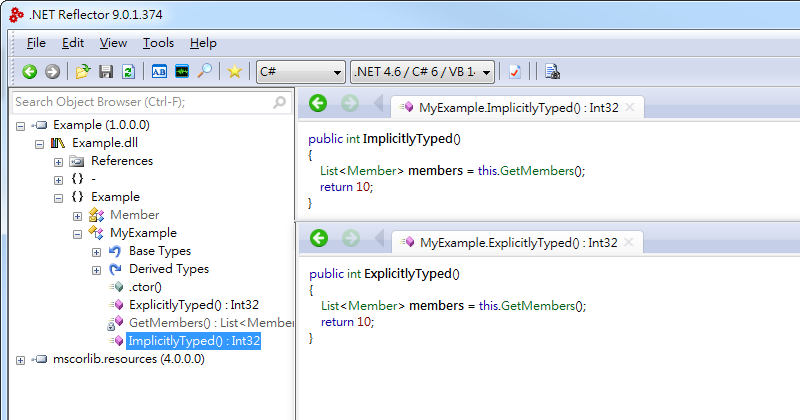 .NET Reflector 9.0.1.374
File Edit View Tools Help
C# .NET 4.6 / C# 6 / VB 14
Search Object Browser (Ctrl-F);
Example (1.0.0.0)
Example.dll
References
{ } -
{ } Example
Member
MyExample
Base Types
Derived Types
.ctor()
ExplicitlyTyped() : Int32
GetMembers() : List<Member
ImplicitlyTyped() : Int32
mscorlib.resources (4.0.0.0)
MyExample.ImplicitlyTyped() : Int32
public int ImplicitlyTyped()
{
List<Member> members = this.GetMembers();
return 10;
}
MyExample.ExplicitlyTyped() : Int32
public int ExplicitlyTyped()
{
List<Member> members = this.GetMembers();
return 10;
}